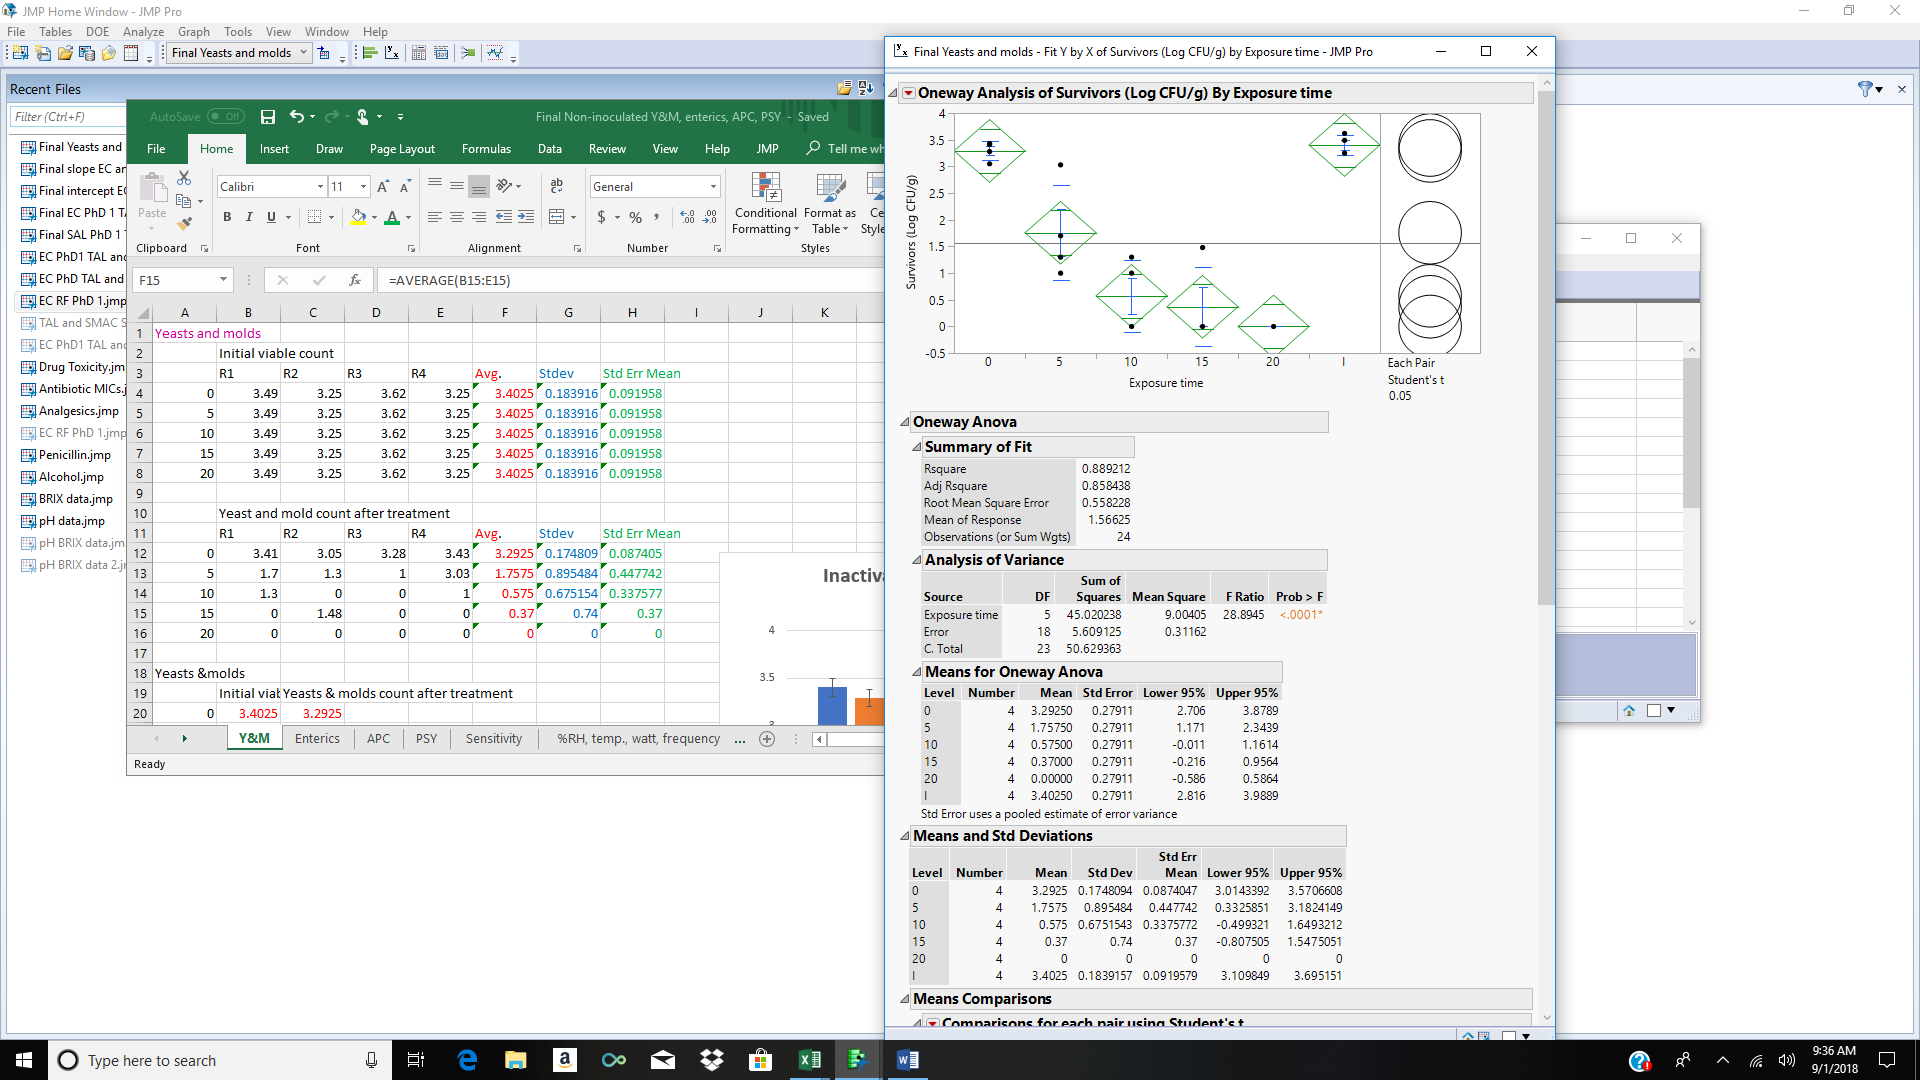 JMP Home Window - JMP Pro
File Tables DOE Analyze Graph Tools View Window Help
Final Yeasts and molds
Recent Files
Filter (Ctrl+F)
Final Yeasts and
Final slope EC an
Final intercept EC
Final EC PhD 1 TA
Final SAL PhD 1
EC PhD1 TAL and
EC PhD TAL and
EC RF PhD 1.jmp
TAL and SMAC S
EC PhD1 TAL and
Drug Toxicity.jm
Antibiotic MICs.j
Analgesics.jmp
EC RF PhD 1.jmp
Penicillin.jmp
Alcohol.jmp
BRIX data.jmp
pH data.jmp
pH BRIX data.jm
pH BRIX data 2.jr
AutoSave Off
Final Non-inoculated Y&M, enterics, APC, PSY - Saved
File Home Insert Draw Page Layout Formulas Data Review View Help JMP Tell me wh
Paste
Calibri 11
General
B I U
$ % ,
Conditional Formatting
Format as Table
Ce
Style
Clipboard Font Alignment Number Styles
F15 fx =AVERAGE(B15:E15)
A B C D E F G H I J K
1 Yeasts and molds
2 Initial viable count
3 R1 R2 R3 R4 Avg. Stdev Std Err Mean
4 0 3.49 3.25 3.62 3.25 3.4025 0.183916 0.091958
5 5 3.49 3.25 3.62 3.25 3.4025 0.183916 0.091958
6 10 3.49 3.25 3.62 3.25 3.4025 0.183916 0.091958
7 15 3.49 3.25 3.62 3.25 3.4025 0.183916 0.091958
8 20 3.49 3.25 3.62 3.25 3.4025 0.183916 0.091958
9
10 Yeast and mold count after treatment
11 R1 R2 R3 R4 Avg. Stdev Std Err Mean
12 0 3.41 3.05 3.28 3.43 3.2925 0.174809 0.087405
13 5 1.7 1.3 1 3.03 1.7575 0.895484 0.447742
14 10 1.3 0 0 1 0.575 0.675154 0.337577
15 15 0 1.48 0 0 0.37 0.74 0.37
16 20 0 0 0 0 0 0 0
17
18 Yeasts &molds
19 Initial vial Yeasts & molds count after treatment
20 0 3.4025 3.2925
Inactiva
4
3.5
3
Y&M Enterics APC PSY Sensitivity %RH, temp., watt, frequency ...
Ready
Final Yeasts and molds - Fit Y by X of Survivors (Log CFU/g) by Exposure time - JMP Pro
Oneway Analysis of Survivors (Log CFU/g) By Exposure time
Survivors (Log CFU/g)
4
3.5
3
2.5
2
1.5
1
0.5
0
-0.5
0 5 10 15 20 I
Exposure time
Each Pair
Student's t
0.05
Oneway Anova
Summary of Fit
Rsquare 0.889212
Adj Rsquare 0.858438
Root Mean Square Error 0.558228
Mean of Response 1.56625
Observations (or Sum Wgts) 24
Analysis of Variance
Source DF Sum of Squares Mean Square F Ratio Prob > F
Exposure time 5 45.020238 9.00405 28.8945 <.0001*
Error 18 5.609125 0.31162
C. Total 23 50.629363
Means for Oneway Anova
Level Number Mean Std Error Lower 95% Upper 95%
0 4 3.29250 0.27911 2.706 3.8789
5 4 1.75750 0.27911 1.171 2.3439
10 4 0.57500 0.27911 -0.011 1.1614
15 4 0.37000 0.27911 -0.216 0.9564
20 4 0.00000 0.27911 -0.586 0.5864
I 4 3.40250 0.27911 2.816 3.9889
Std Error uses a pooled estimate of error variance
Means and Std Deviations
Level Number Mean Std Dev Std Err Mean Lower 95% Upper 95%
0 4 3.2925 0.1748094 0.0874047 3.0143392 3.5706608
5 4 1.7575 0.895484 0.447742 0.3325851 3.1824149
10 4 0.575 0.6751543 0.3375772 -0.499321 1.6493212
15 4 0.37 0.74 0.37 -0.807505 1.5475051
20 4 0 0 0 0 0
I 4 3.4025 0.1839157 0.0919579 3.109849 3.695151
Means Comparisons
Comparisons for each pair using Student's t
Type here to search
9:36 AM
9/1/2018